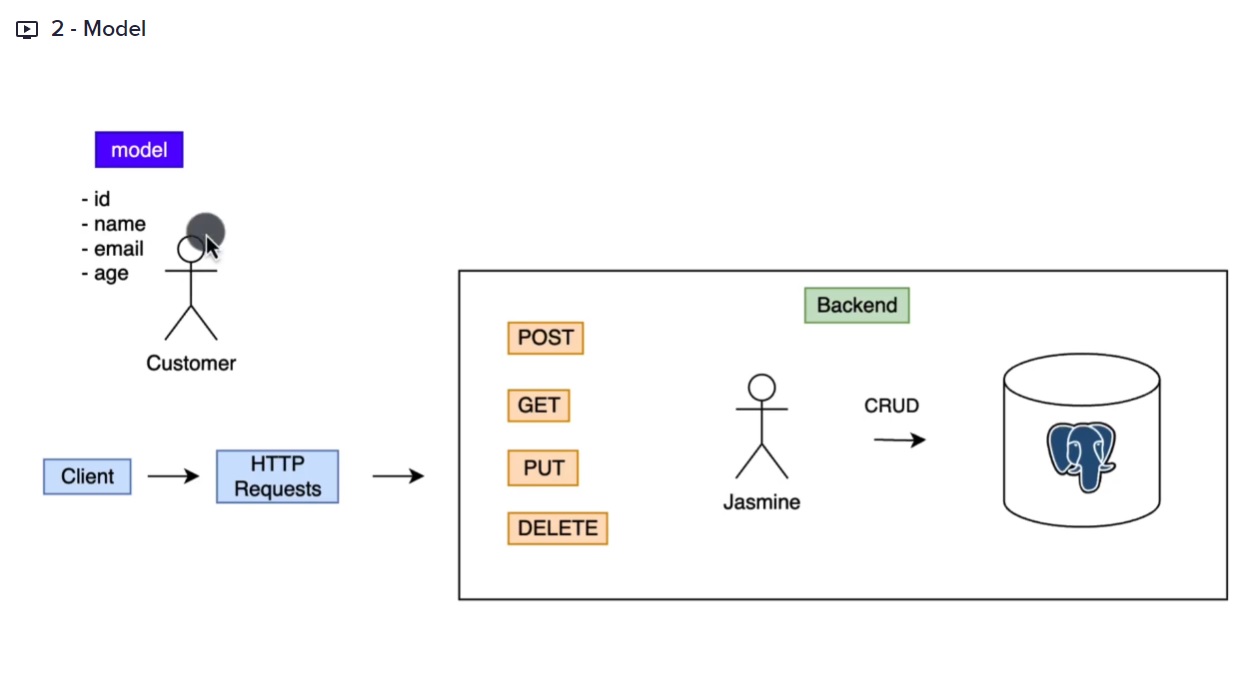 2 - Model
model
- id
- name
- email
- age
Customer
Client
HTTP
Requests
Backend
POST
GET
PUT
DELETE
Jasmine
CRUD